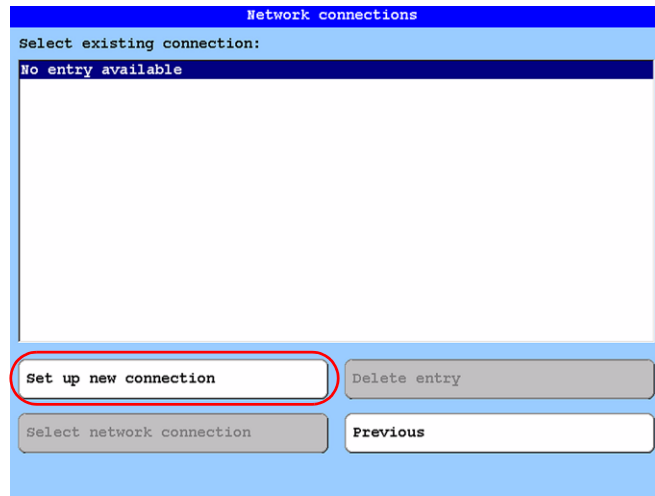 Network connections
Select existing connection:
No entry available
Set up new connection
Delete entry
Select network connection
Previous